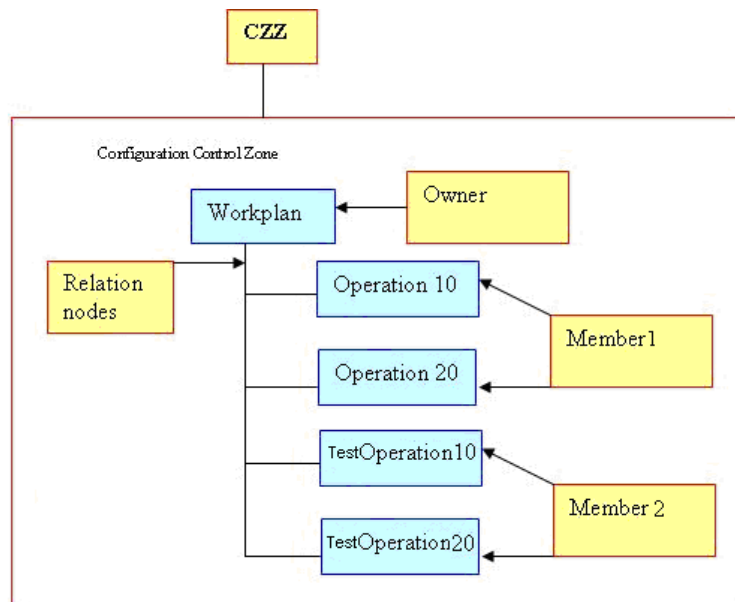 CZZ
Configuration Control Zone
Workplan
Owner
Relation
nodes
Operation 10
Member1
Operation 20
TestOperation10
Member 2
TestOperation20